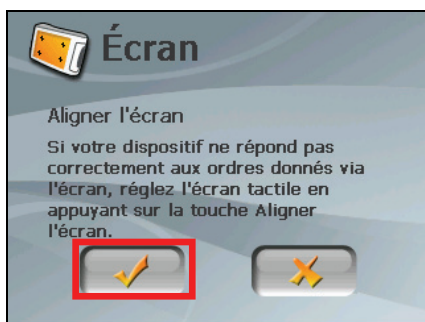 Écran
Aligner l'écran
Si votre dispositif ne répond pas
correctement aux ordres donnés via
l'écran, réglez l'écran tactile en
appuyant sur la touche Aligner
l'écran.